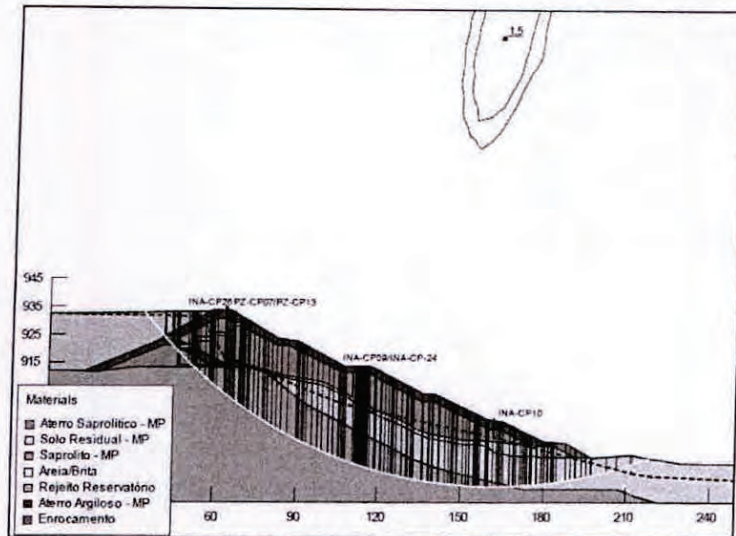 1.5
945
935
925
915
INA-CP26 PZ-CP07/PZ-CP13
INA-CP09/INA-CP-24
INA-CP10
Materials
Aterro Saprolítico - MP
Solo Residual - MP
Saprolito - MP
Areia/Brita
Rejeito Reservatório
Aterro Argiloso - MP
Enrocamento
60
90
120
150
180
210
240